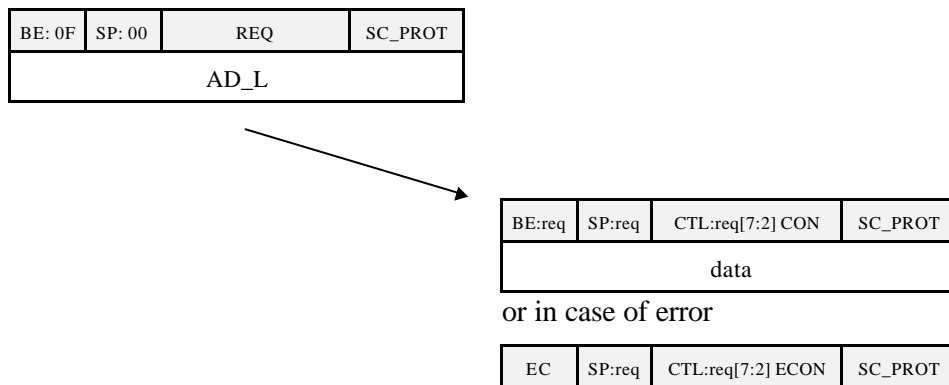 BE: 0F SP: 00 REQ SC_PROT
AD_L
BE:req SP:req CTL:req[7:2] CON SC_PROT
data
or in case of error
EC SP:req CTL:req[7:2] ECON SC_PROT